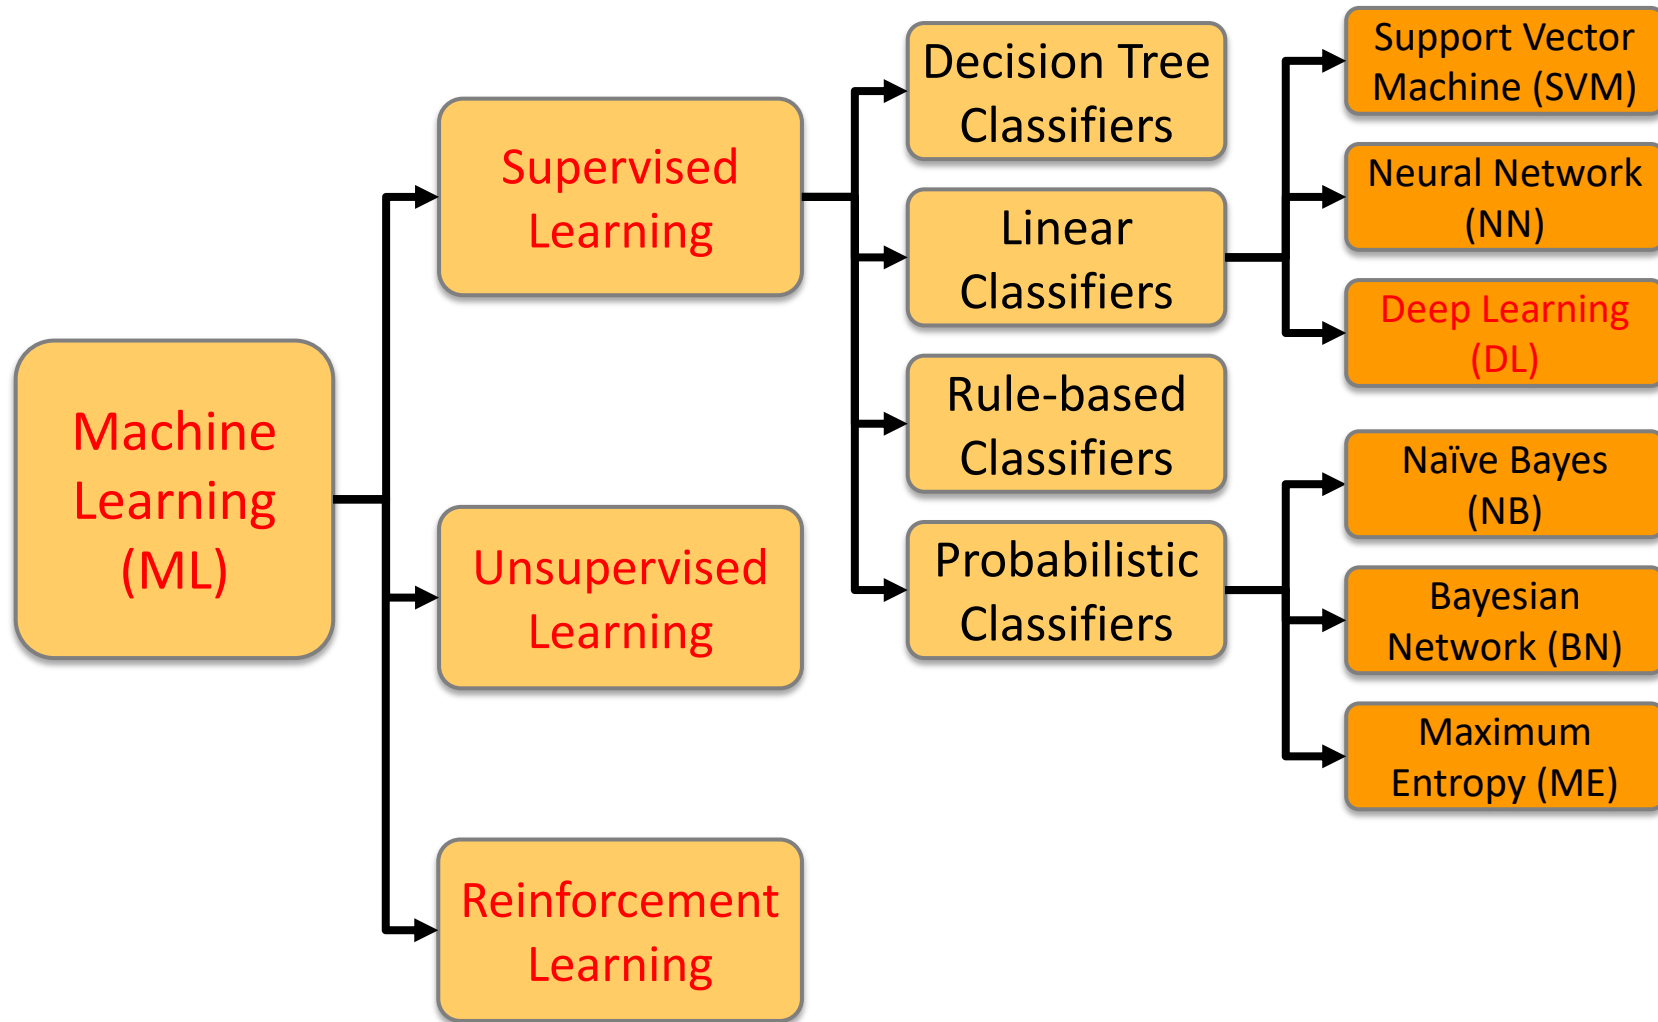 Machine
Learning
(ML)
Supervised
Learning
Unsupervised
Learning
Reinforcement
Learning
Decision Tree
Classifiers
Linear
Classifiers
Rule-based
Classifiers
Probabilistic
Classifiers
Support Vector
Machine (SVM)
Neural Network
(NN)
Deep Learning
(DL)
Naïve Bayes
(NB)
Bayesian
Network (BN)
Maximum
Entropy (ME)